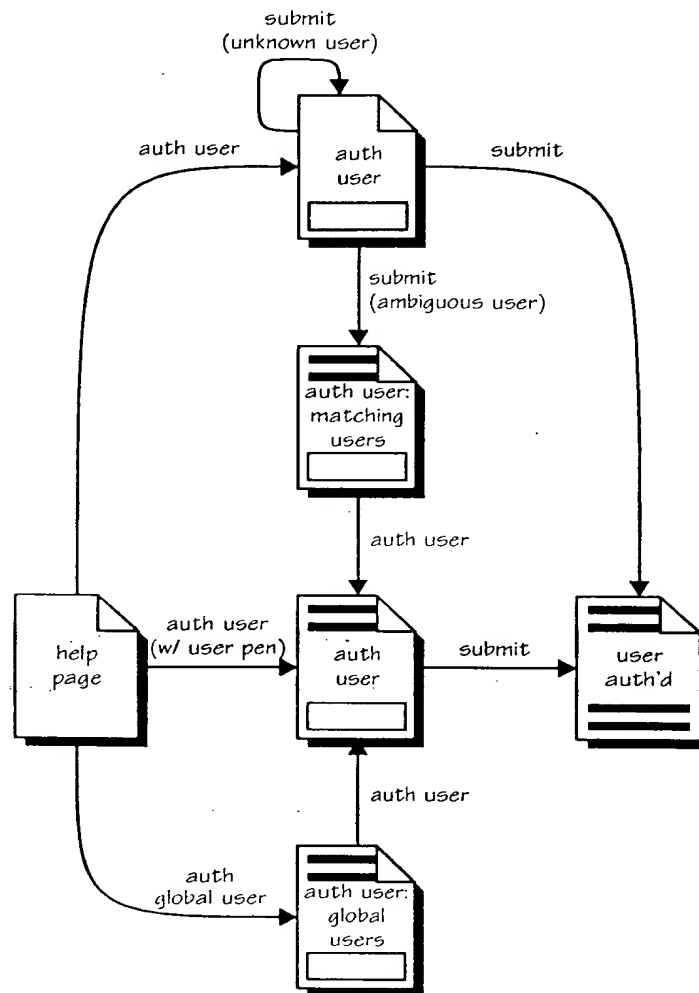 submit
(unknown user)
auth user
auth
user
submit
submit
(ambiguous user)
auth user:
matching
users
auth user
help
page
auth user
(w/ user pen)
auth
user
submit
user
auth'd
auth user
auth
global user
auth user:
global
users